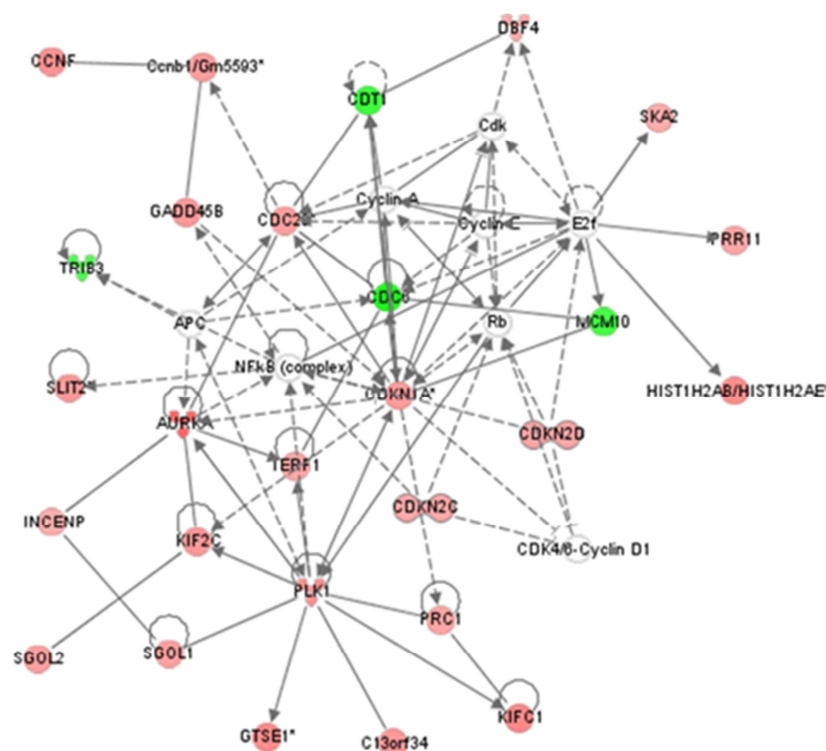 DBF4
CCNF
Ccnb1/Gm5593*
CDT1
Cdk
SKA2
Cyclin A
GADD45B
CDC2
Cyclin E
E2f
PRR11
TRIB3
CDC6
APC
Rb
MCM10
NFkB (complex)
SLIT2
CDKN1A*
HIST1H2AB/HIST1H2AE*
AURKA
CDKN2D
TERF1
CDKN2C
INCENP
KIF2C
CDK4/6-Cyclin D1
PLK1
PRC1
SGOL2
SGOL1
KIFC1
GTSE1*
C13orf34